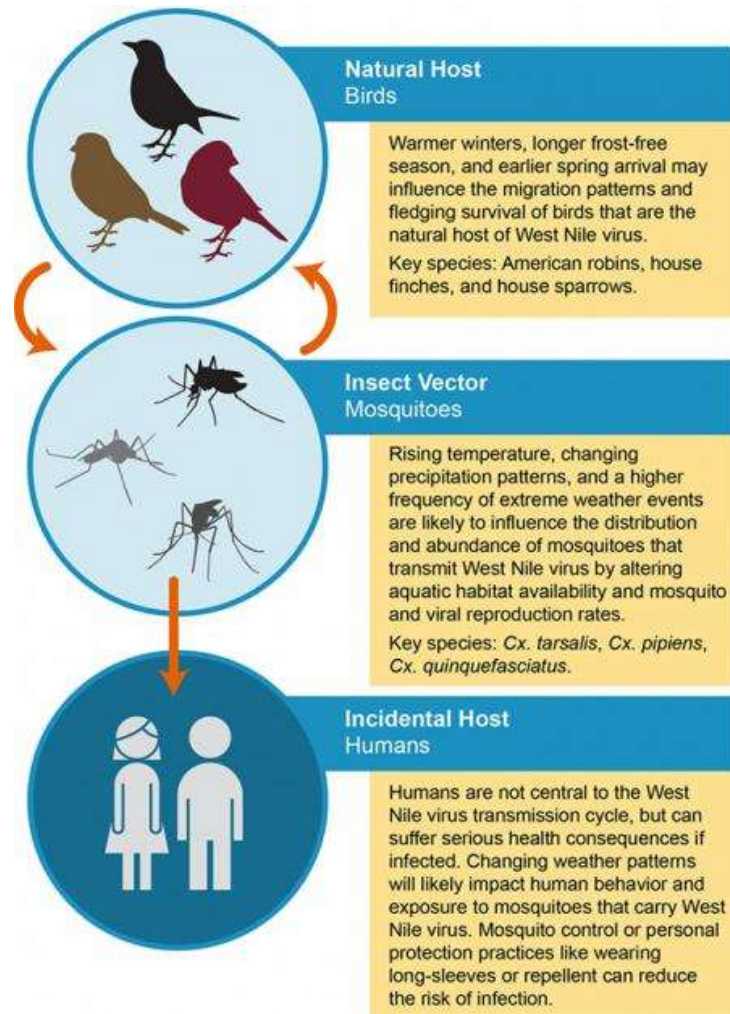 Natural Host
Birds
Warmer winters, longer frost-free
season, and earlier spring arrival may
influence the migration patterns and
fledging survival of birds that are the
natural host of West Nile virus.
Key species: American robins, house
finches, and house sparrows.
Insect Vector
Mosquitoes
Rising temperature, changing
precipitation patterns, and a higher
frequency of extreme weather events
are likely to influence the distribution
and abundance of mosquitoes that
transmit West Nile virus by altering
aquatic habitat availability and mosquito
and viral reproduction rates.
Key species: Cx. tarsalis, Cx. pipiens,
Cx. quinquefasciatus.
Incidental Host
Humans
Humans are not central to the West
Nile virus transmission cycle, but can
suffer serious health consequences if
infected. Changing weather patterns
will likely impact human behavior and
exposure to mosquitoes that carry West
Nile virus. Mosquito control or personal
protection practices like wearing
long-sleeves or repellent can reduce
the risk of infection.